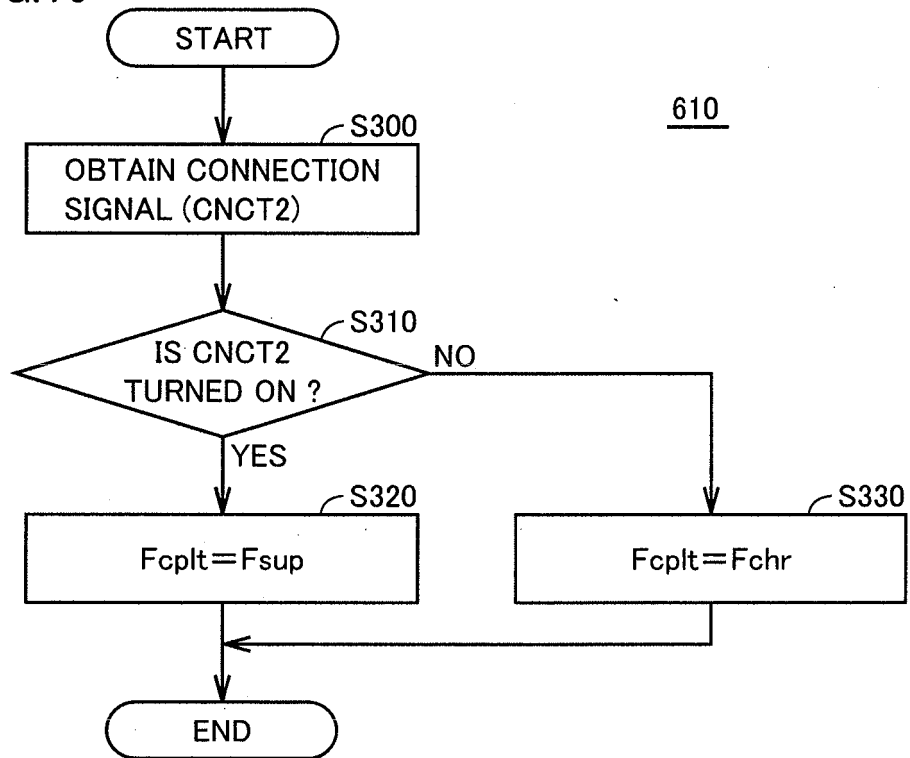 START
610
S300
OBTAIN CONNECTION
SIGNAL (CNCT2)
S310
IS CNCT2
TURNED ON ?
NO
YES
S320
Fcplt=Fsup
S330
Fcplt=Fchr
END